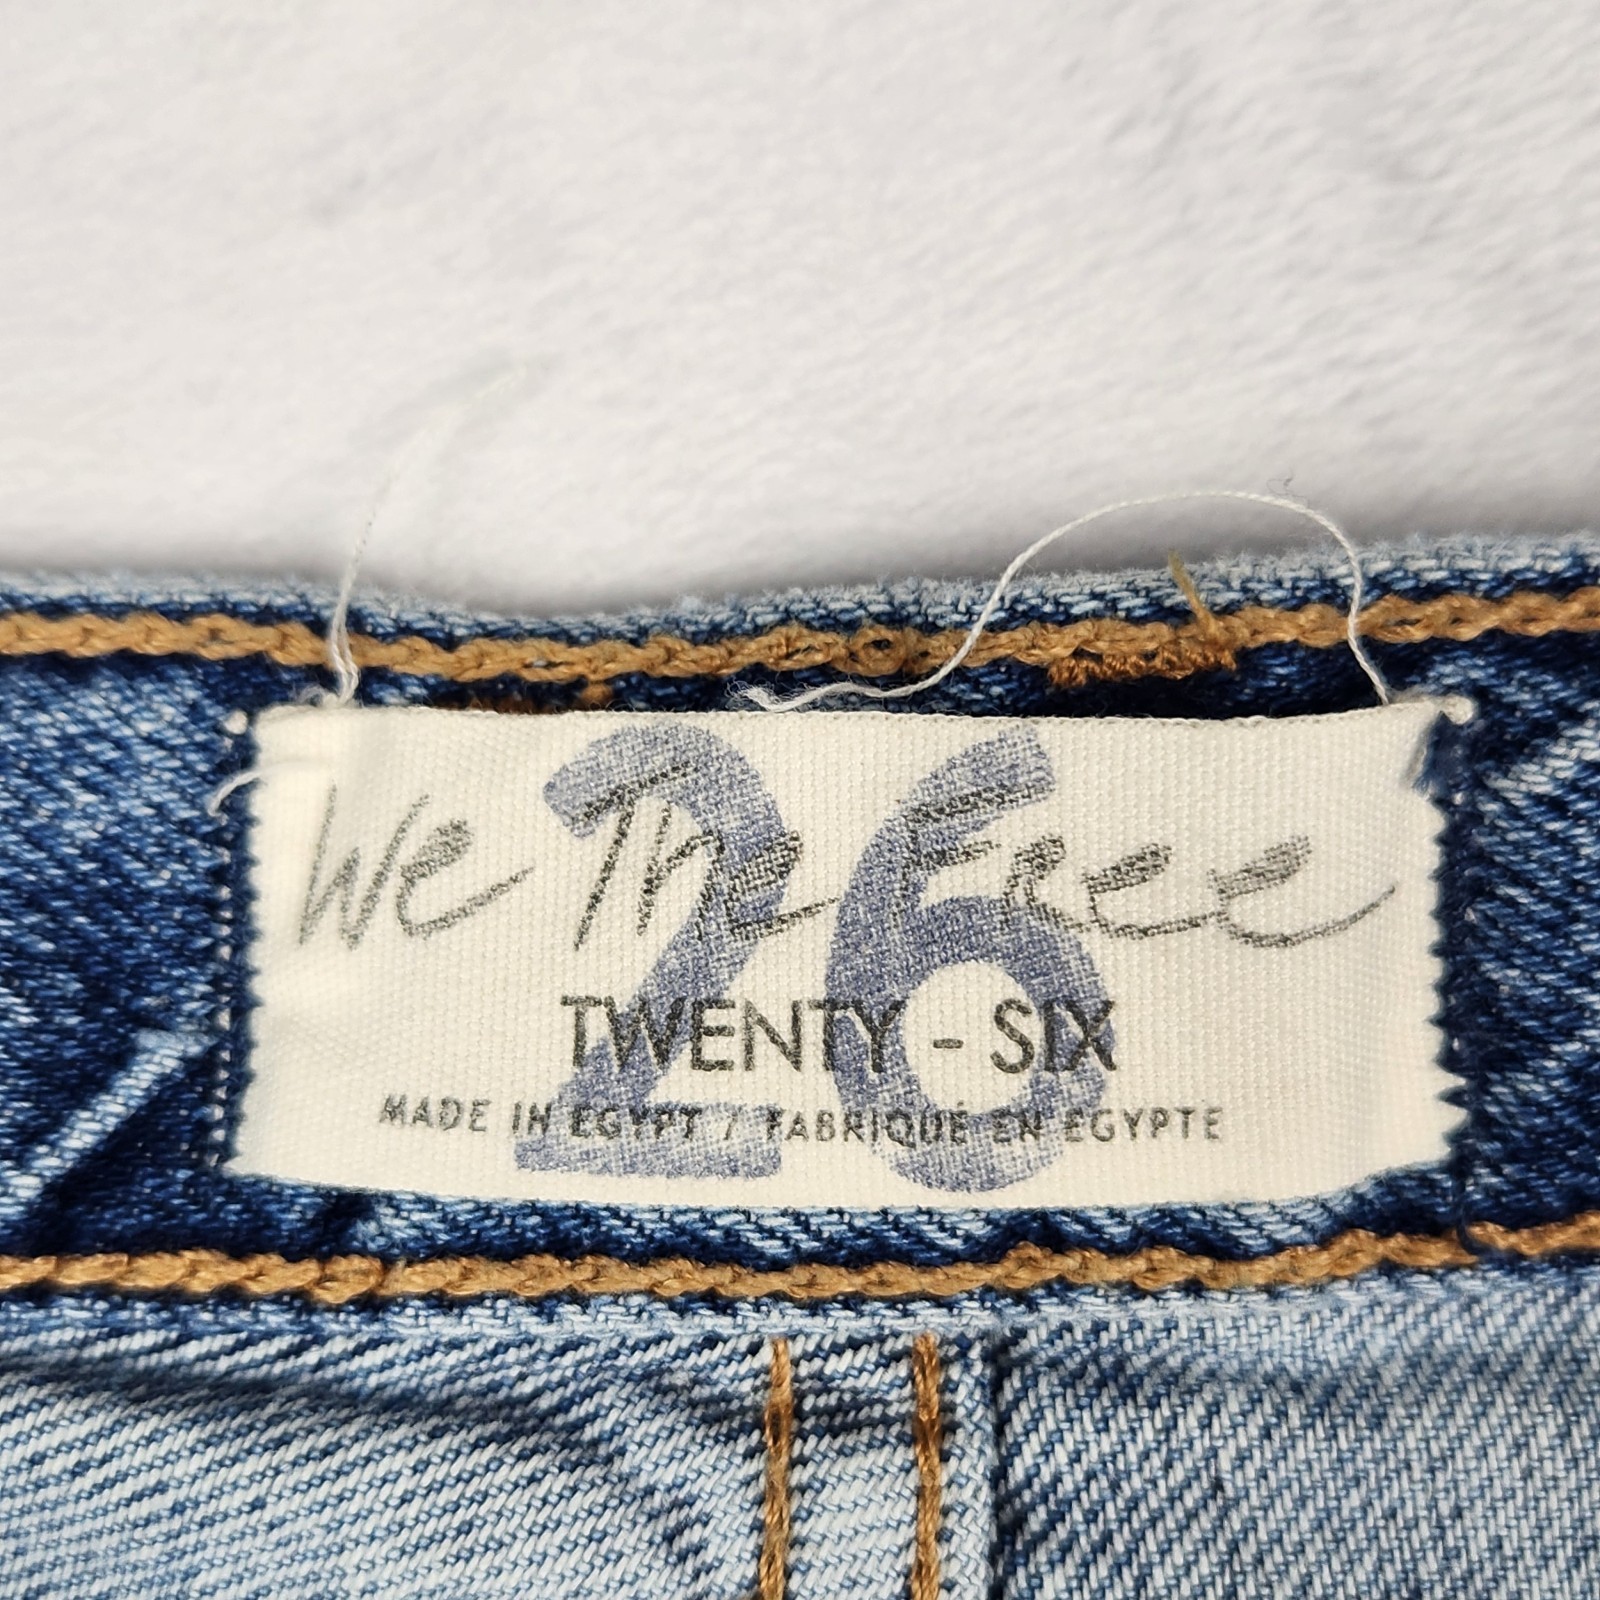 26
We The Free
TWENTY - SIX
MADE IN EGYPT / FABRIQUÉ EN EGYPTE